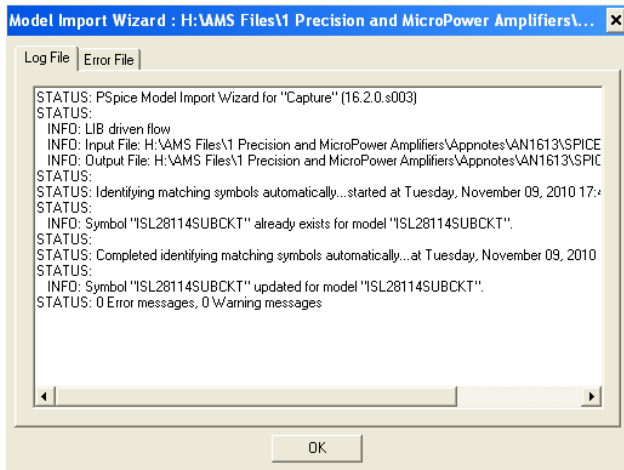 Model Import Wizard : H:\AMS Files\1 Precision and MicroPower Amplifiers\...
Log File
Error File
STATUS: PSpice Model Import Wizard for "Capture" (16.2.0.s003)
STATUS:
INFO: LIB driven flow
INFO: Input File: H:\AMS Files\1 Precision and MicroPower Amplifiers\Appnotes\AN1613\SPICE
INFO: Output File: H:\AMS Files\1 Precision and MicroPower Amplifiers\Appnotes\AN1613\SPIC
STATUS:
STATUS: Identifying matching symbols automatically...started at Tuesday, November 09, 2010 17:4
STATUS:
INFO: Symbol "ISL28114SUBCKT" already exists for model "ISL28114SUBCKT".
STATUS:
STATUS: Completed identifying matching symbols automatically...at Tuesday, November 09, 2010
STATUS:
INFO: Symbol "ISL28114SUBCKT" updated for model "ISL28114SUBCKT".
STATUS: 0 Error messages, 0 Warning messages
OK